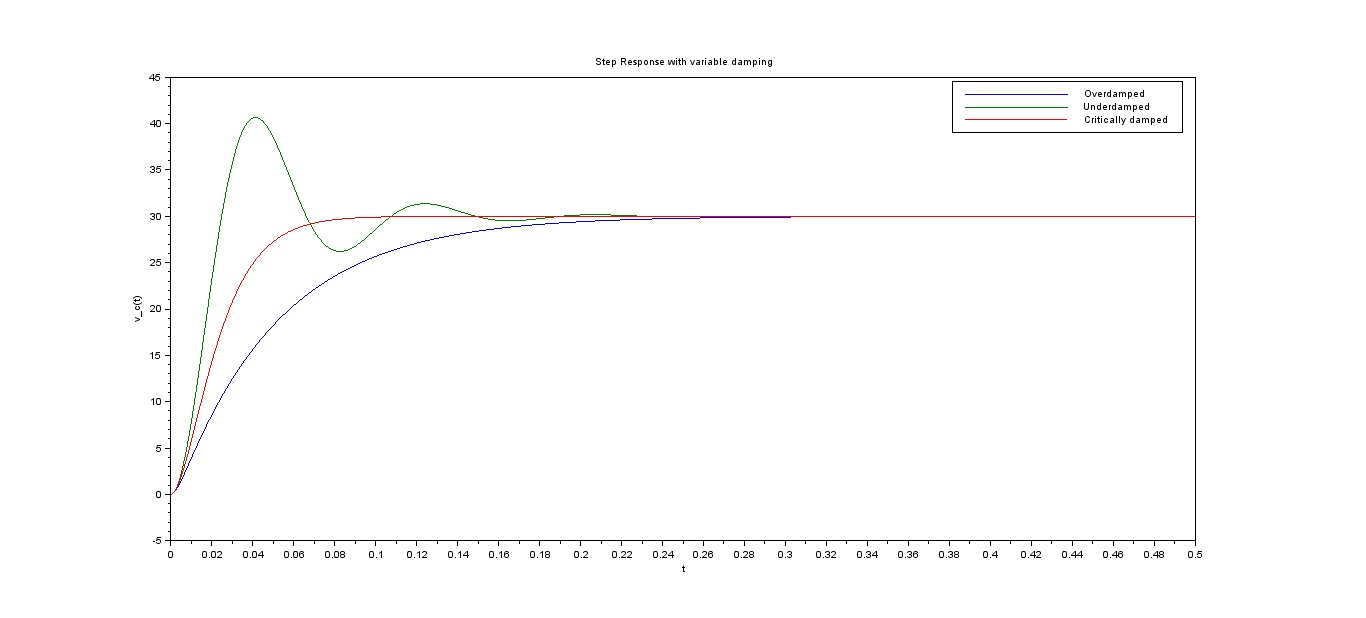 Step Response with variable damping
Overdamped
Underdamped
Critically damped
45
40
35
30
25
20
15
10
5
0
-5
v_c(t)
0 0.02 0.04 0.06 0.08 0.1 0.12 0.14 0.16 0.18 0.2 0.22 0.24 0.26 0.28 0.3 0.32 0.34 0.36 0.38 0.4 0.42 0.44 0.46 0.48 0.5
t